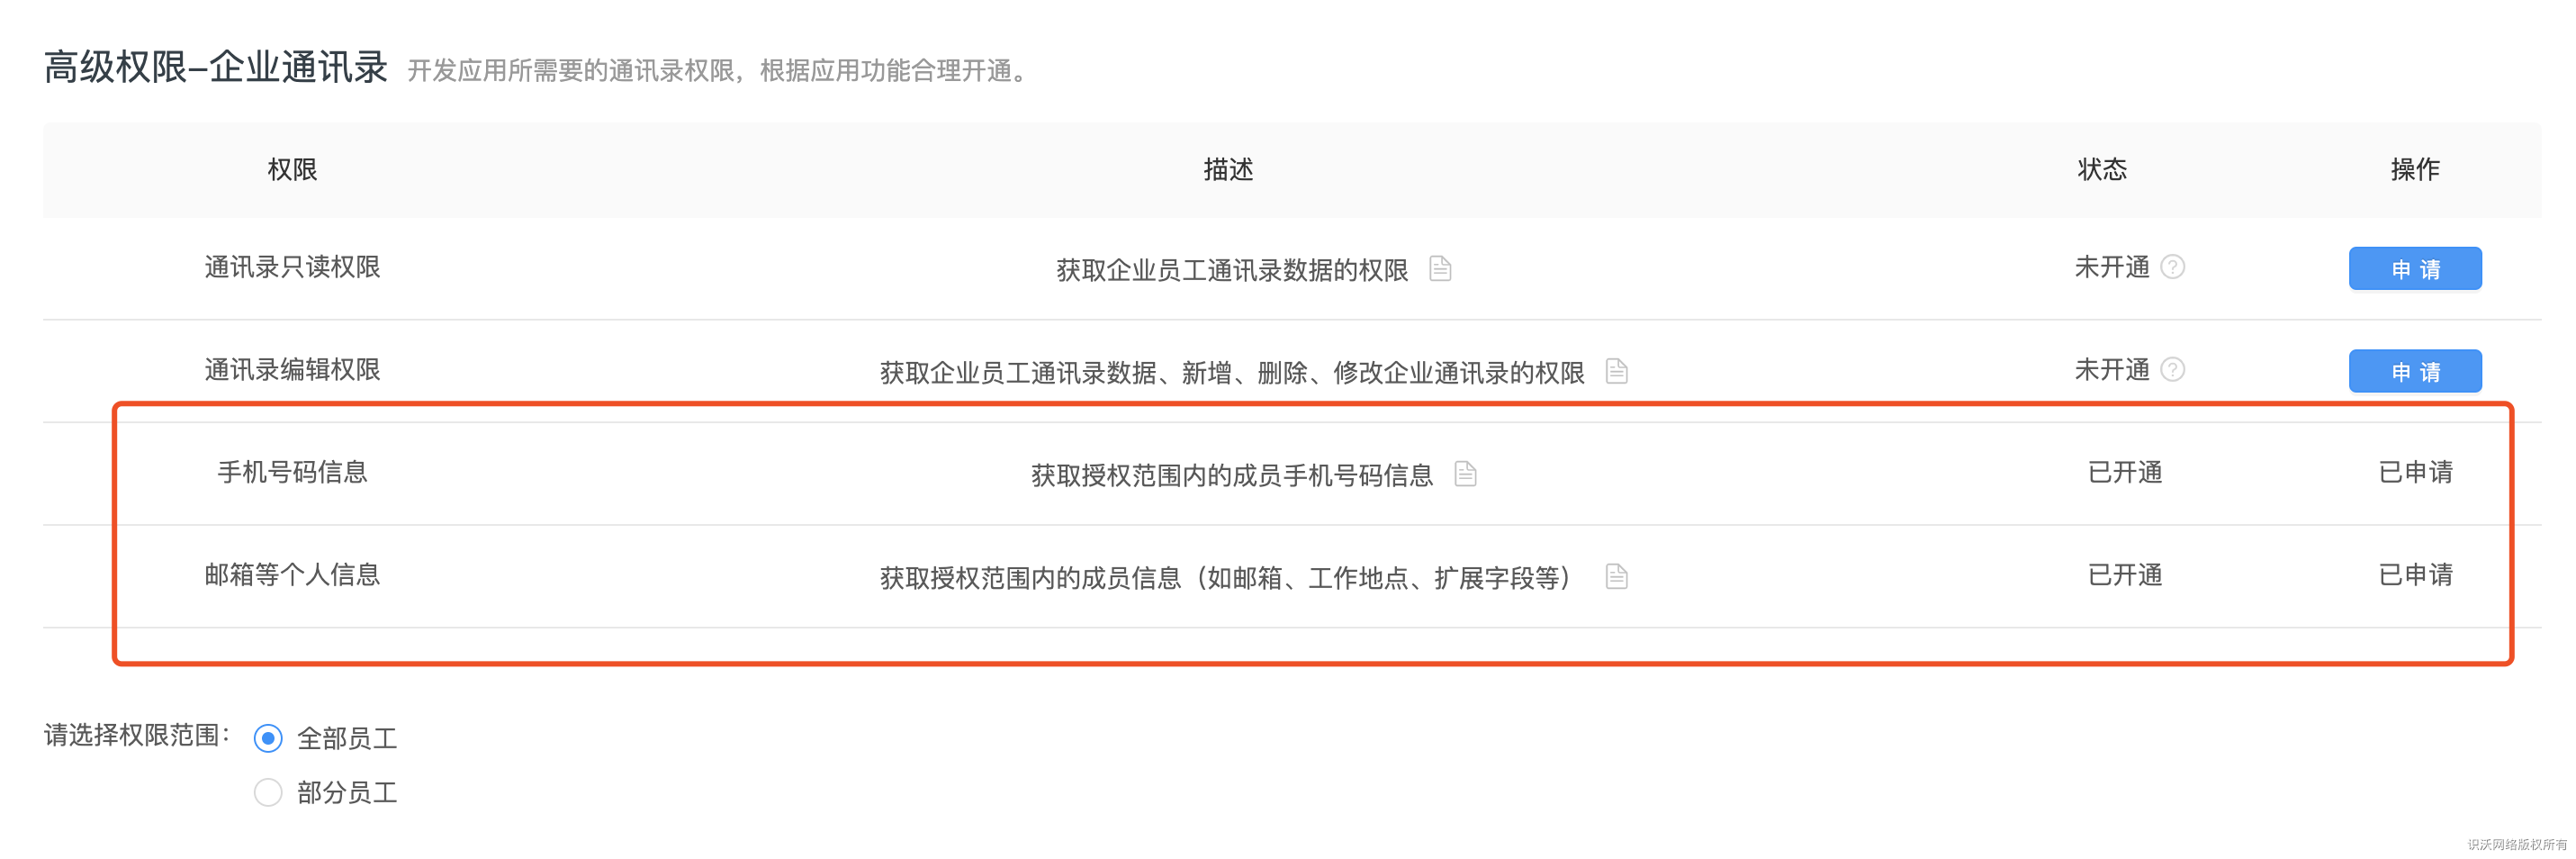 高级权限–企业通讯录 开发应用所需要的通讯录权限，根据应用功能合理开通。
权限 描述 状态 操作
通讯录只读权限 获取企业员工通讯录数据的权限 未开通 ? 申 请
通讯录编辑权限 获取企业员工通讯录数据、新增、删除、修改企业通讯录的权限 未开通 ? 申 请
手机号码信息 获取授权范围内的成员手机号码信息 已开通 已申请
邮箱等个人信息 获取授权范围内的成员信息（如邮箱、工作地点、扩展字段等） 已开通 已申请
请选择权限范围： 全部员工
部分员工
识沃网络版权所有